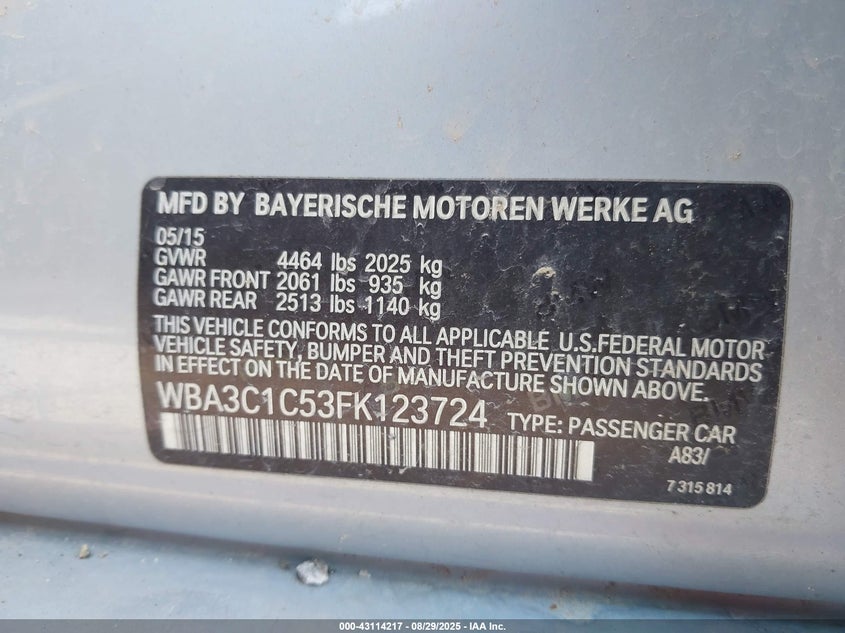 MFD BY BAYERISCHE MOTOREN WERKE AG
05/15
GVWR 4464 lbs 2025 kg
GAWR FRONT 2061 lbs 935 kg
GAWR REAR 2513 lbs 1140 kg
THIS VEHICLE CONFORMS TO ALL APPLICABLE U.S.FEDERAL MOTOR
VEHICLE SAFETY, BUMPER AND THEFT PREVENTION STANDARDS
IN EFFECT ON THE DATE OF MANUFACTURE SHOWN ABOVE.
WBA3C1C53FK123724 TYPE: PASSENGER CAR
A83/
7 315 814
000-43114217 - 08/29/2025 - IAA Inc.